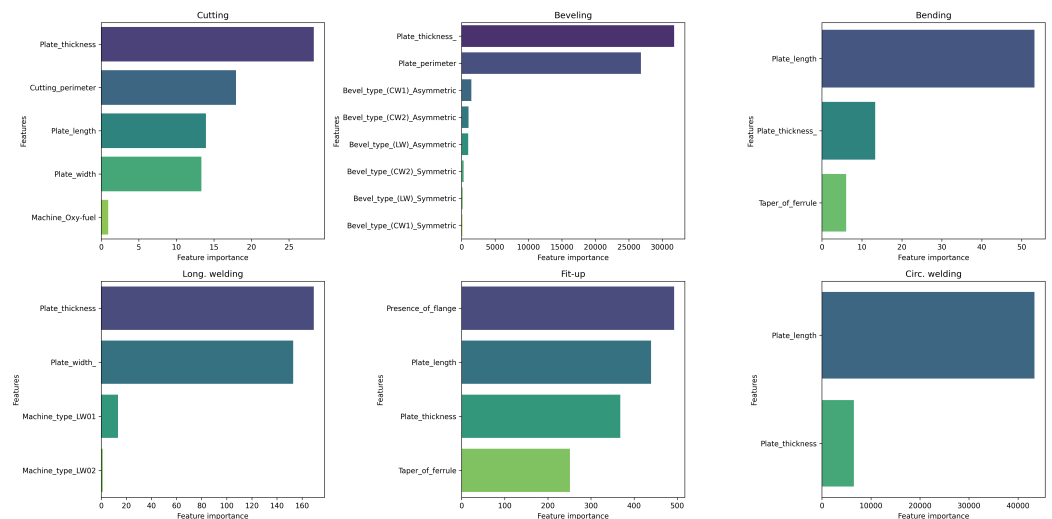 Cutting
Plate_thickness
Cutting_perimeter
Plate_length
Plate_width
Machine_Oxy-fuel
Features
0 5 10 15 20 25
Feature importance
Beveling
Plate_thickness_
Plate_perimeter
Bevel_type_(CW1)_Asymmetric
Bevel_type_(CW2)_Asymmetric
Bevel_type_(LW)_Asymmetric
Bevel_type_(CW2)_Symmetric
Bevel_type_(LW)_Symmetric
Bevel_type_(CW1)_Symmetric
Features
0 5000 10000 15000 20000 25000 30000
Feature importance
Bending
Plate_length
Plate_thickness_
Taper_of_ferrule
Features
0 10 20 30 40 50
Feature importance
Long. welding
Plate_thickness
Plate_width_
Machine_type_LW01
Machine_type_LW02
Features
0 20 40 60 80 100 120 140 160
Feature importance
Fit-up
Presence_of_flange
Plate_length
Plate_thickness
Taper_of_ferrule
Features
0 100 200 300 400 500
Feature importance
Circ. welding
Plate_length
Plate_thickness
Features
0 10000 20000 30000 40000
Feature importance